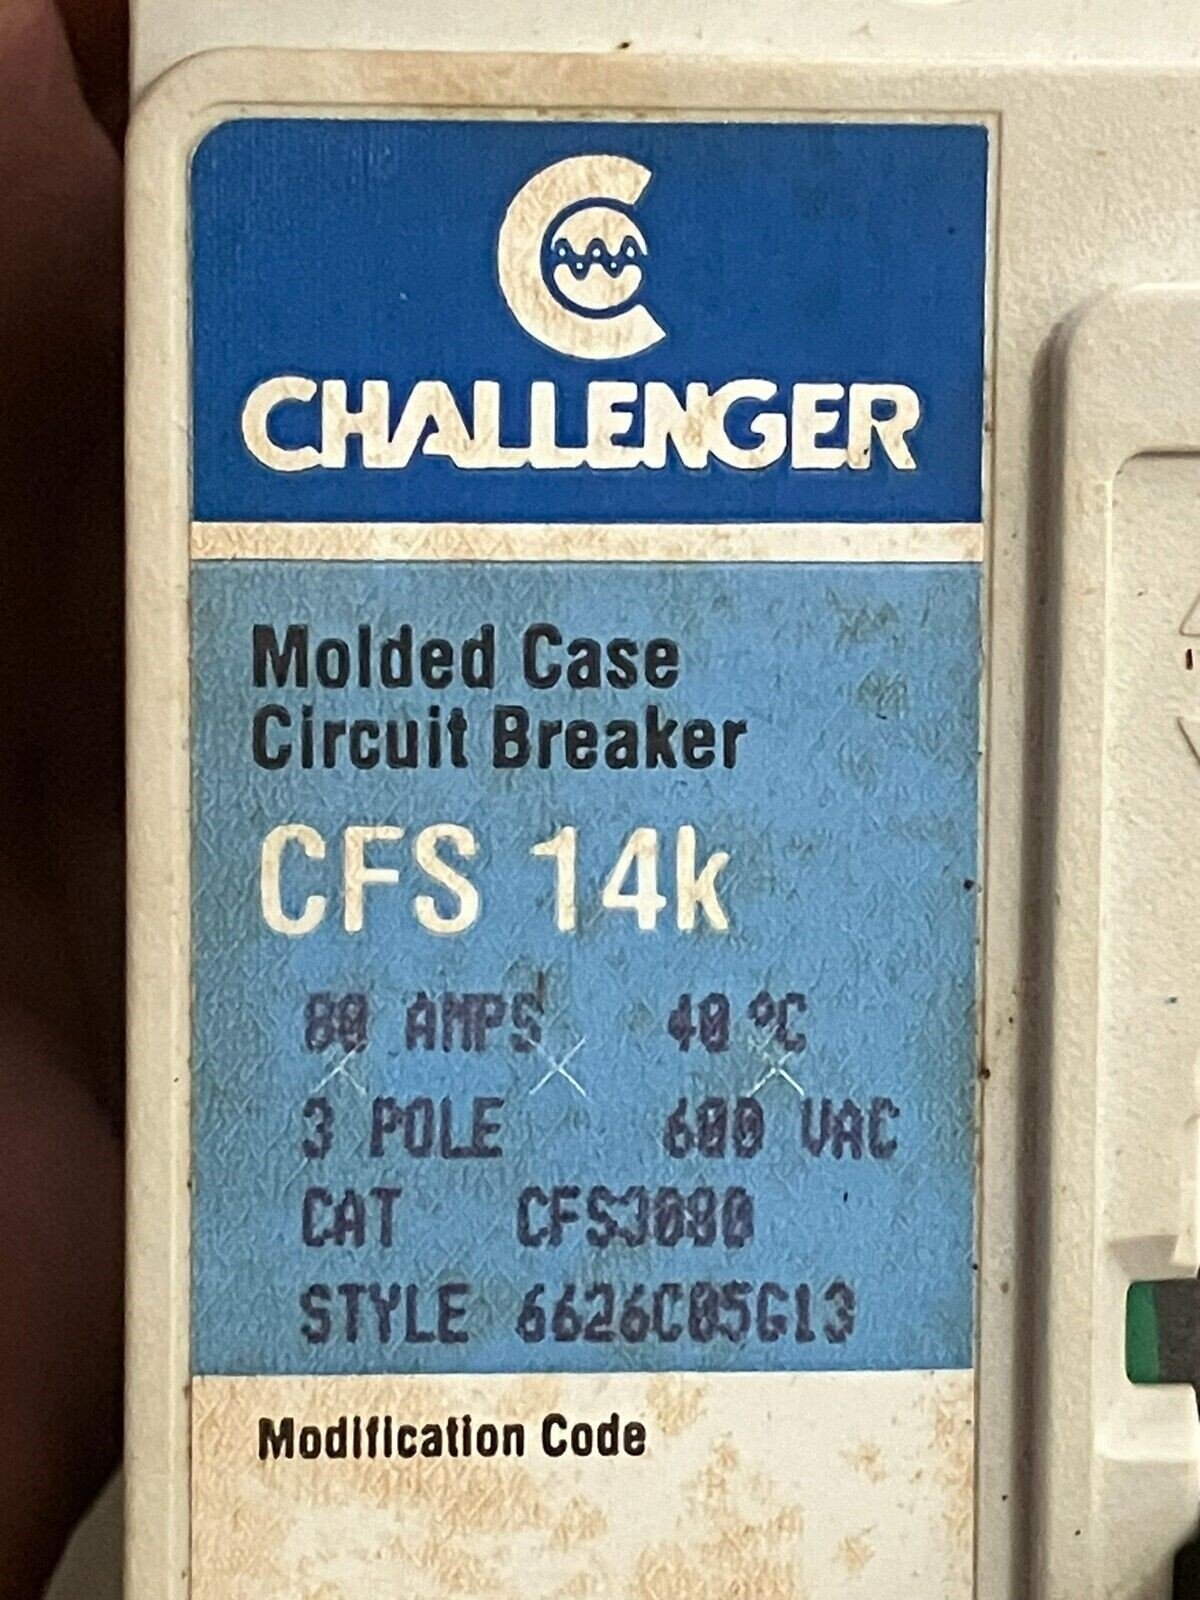 CHALLENGER
Molded Case
Circuit Breaker
CFS 14k
80 AMPS 40 °C
3 POLE 600 VAC
CAT CFS3080
STYLE 6626C05G13
Modification Code